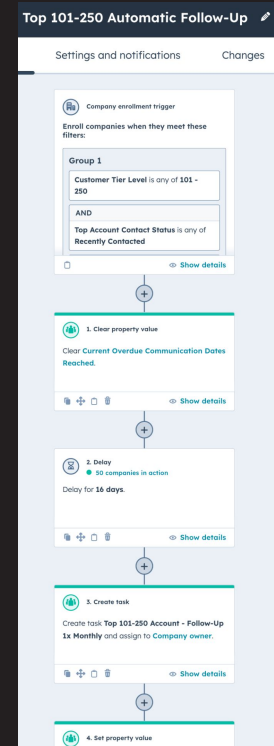 Top 101-250 Automatic Follow-Up
Settings and notifications Changes
Company enrollment trigger
Enroll companies when they meet these
filters:
Group 1
Customer Tier Level is any of 101 -
250
AND
Top Account Contact Status is any of
Recently Contacted
Show details
1. Clear property value
Clear Current Overdue Communication Dates
Reached.
Show details
2. Delay
50 companies in action
Delay for 16 days.
Show details
3. Create task
Create task Top 101-250 Account - Follow-Up
1x Monthly and assign to Company owner.
Show details
4. Set property value